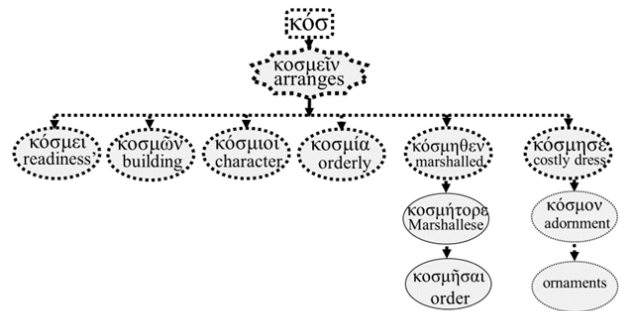 κόσ
κοσμεῖν
arranges
κόσμει
readiness'
κοσμῶν
building
κόσμιοι
character
κοσμία
orderly
κόσμηθεν
marshalled
κόσμησε
costly dress
κοσμήτορε
Marshallese
κόσμον
adornment
κοσμῆσαι
order
ornaments